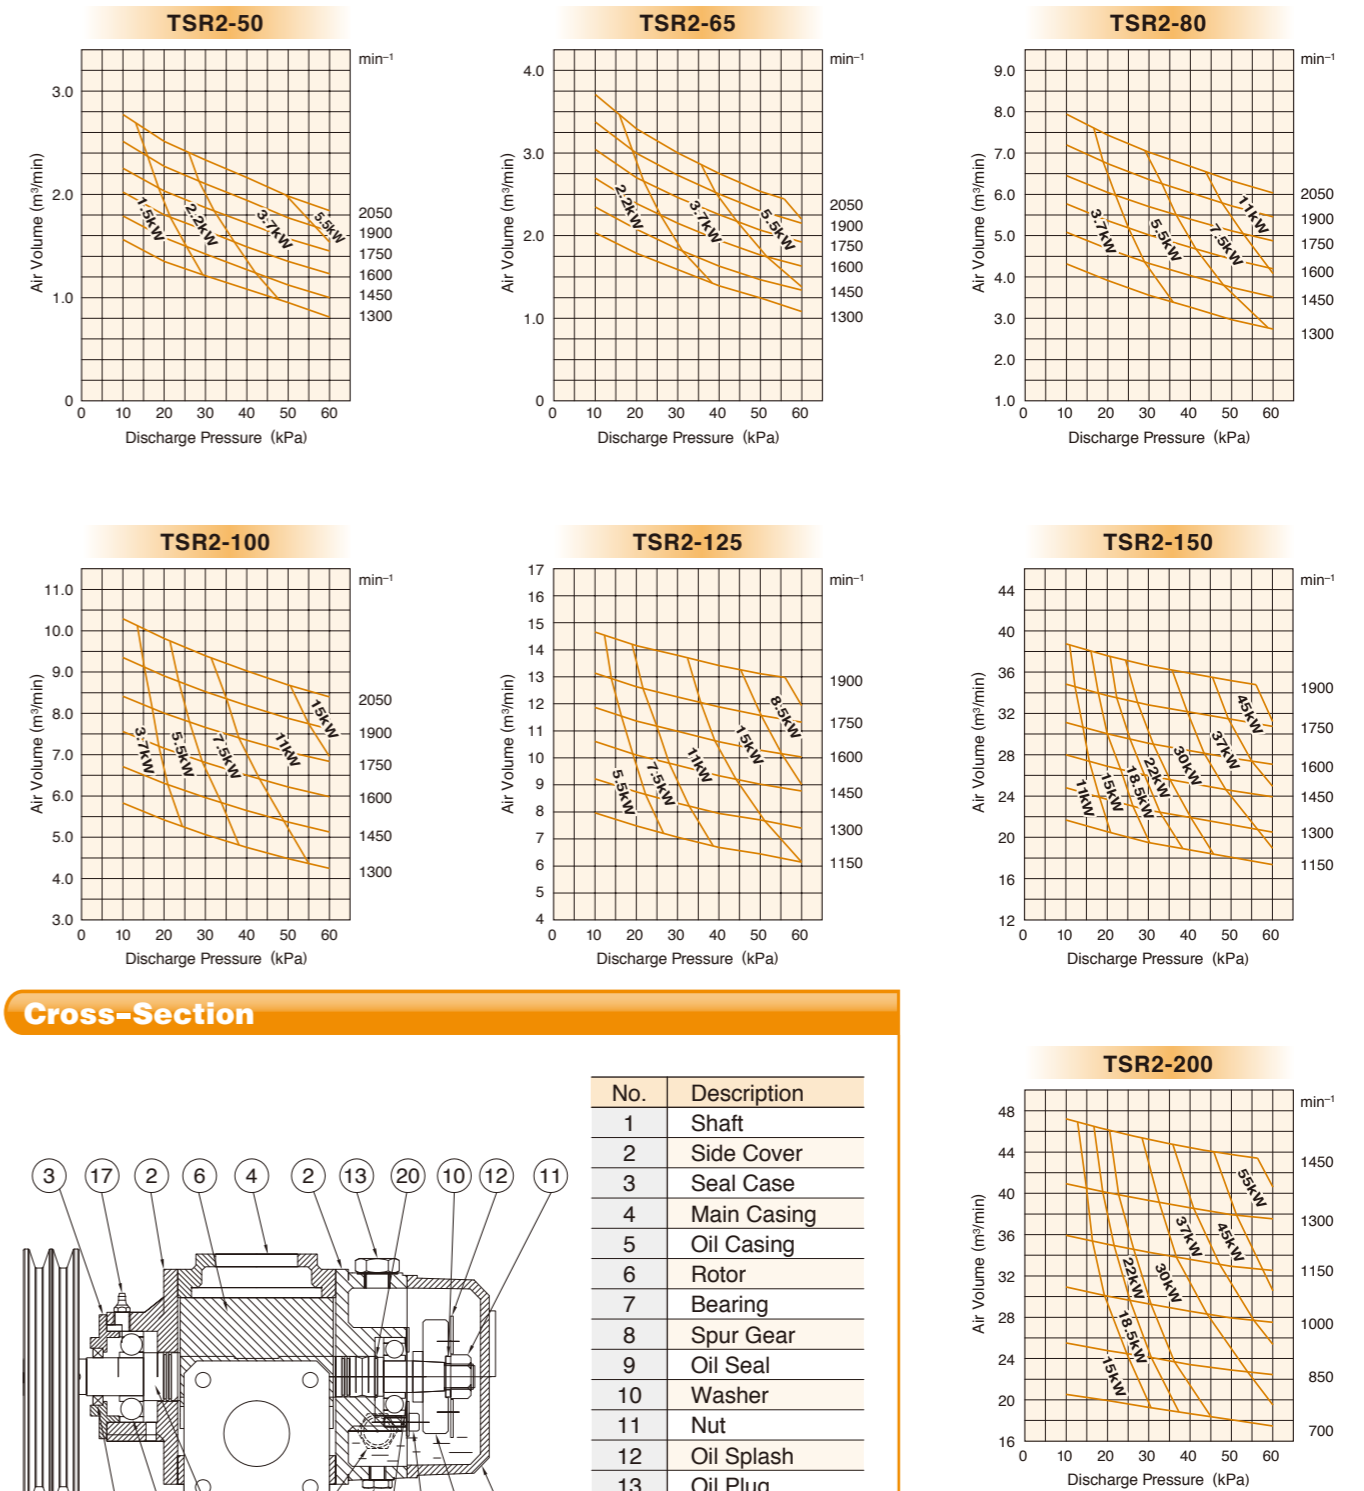 TSR2-50
min⁻¹
3.0
2.0
1.0
0
Air Volume (m³/min)
1.5kW
2.2kW
3.7kW
5.5kW
2050
1900
1750
1600
1450
1300
0 10 20 30 40 50 60
Discharge Pressure (kPa)
TSR2-65
min⁻¹
4.0
3.0
2.0
1.0
0
Air Volume (m³/min)
2.2kW
3.7kW
5.5kW
2050
1900
1750
1600
1450
1300
0 10 20 30 40 50 60
Discharge Pressure (kPa)
TSR2-80
min⁻¹
9.0
8.0
7.0
6.0
5.0
4.0
3.0
2.0
1.0
Air Volume (m³/min)
3.7kW
5.5kW
7.5kW
11kW
2050
1900
1750
1600
1450
1300
0 10 20 30 40 50 60
Discharge Pressure (kPa)
TSR2-100
min⁻¹
11.0
10.0
9.0
8.0
7.0
6.0
5.0
4.0
3.0
Air Volume (m³/min)
3.7kW
5.5kW
7.5kW
11kW
15kW
2050
1900
1750
1600
1450
1300
0 10 20 30 40 50 60
Discharge Pressure (kPa)
TSR2-125
min⁻¹
17
16
15
14
13
12
11
10
9
8
7
6
5
4
Air Volume (m³/min)
5.5kW
7.5kW
11kW
15kW
8.5kW
1900
1750
1600
1450
1300
1150
0 10 20 30 40 50 60
Discharge Pressure (kPa)
TSR2-150
min⁻¹
44
40
36
32
28
24
20
16
12
Air Volume (m³/min)
11kW
15kW
18.5kW
22kW
30kW
37kW
45kW
1900
1750
1600
1450
1300
1150
0 10 20 30 40 50 60
Discharge Pressure (kPa)
Cross-Section
3 17 2 6 4 2 13 20 10 12 11
No. Description
1 Shaft
2 Side Cover
3 Seal Case
4 Main Casing
5 Oil Casing
6 Rotor
7 Bearing
8 Spur Gear
9 Oil Seal
10 Washer
11 Nut
12 Oil Splash
13 Oil Plug
TSR2-200
min⁻¹
48
44
40
36
32
28
24
20
16
Air Volume (m³/min)
15kW
18.5kW
22kW
30kW
37kW
45kW
55kW
1450
1300
1150
1000
850
700
0 10 20 30 40 50 60
Discharge Pressure (kPa)